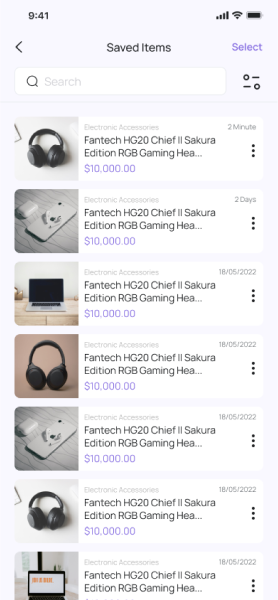 9:41
Saved Items
Select
Search
Electronic Accessories
2 Minute
Fantech HG20 Chief II Sakura
Edition RGB Gaming Hea...
$10,000.00
Electronic Accessories
2 Days
Fantech HG20 Chief II Sakura
Edition RGB Gaming Hea...
$10,000.00
Electronic Accessories
18/05/2022
Fantech HG20 Chief II Sakura
Edition RGB Gaming Hea...
$10,000.00
Electronic Accessories
18/05/2022
Fantech HG20 Chief II Sakura
Edition RGB Gaming Hea...
$10,000.00
Electronic Accessories
18/05/2022
Fantech HG20 Chief II Sakura
Edition RGB Gaming Hea...
$10,000.00
Electronic Accessories
18/05/2022
Fantech HG20 Chief II Sakura
Edition RGB Gaming Hea...
$10,000.00
Electronic Accessories
18/05/2022
Fantech HG20 Chief II Sakura
Edition RGB Gaming Hea...